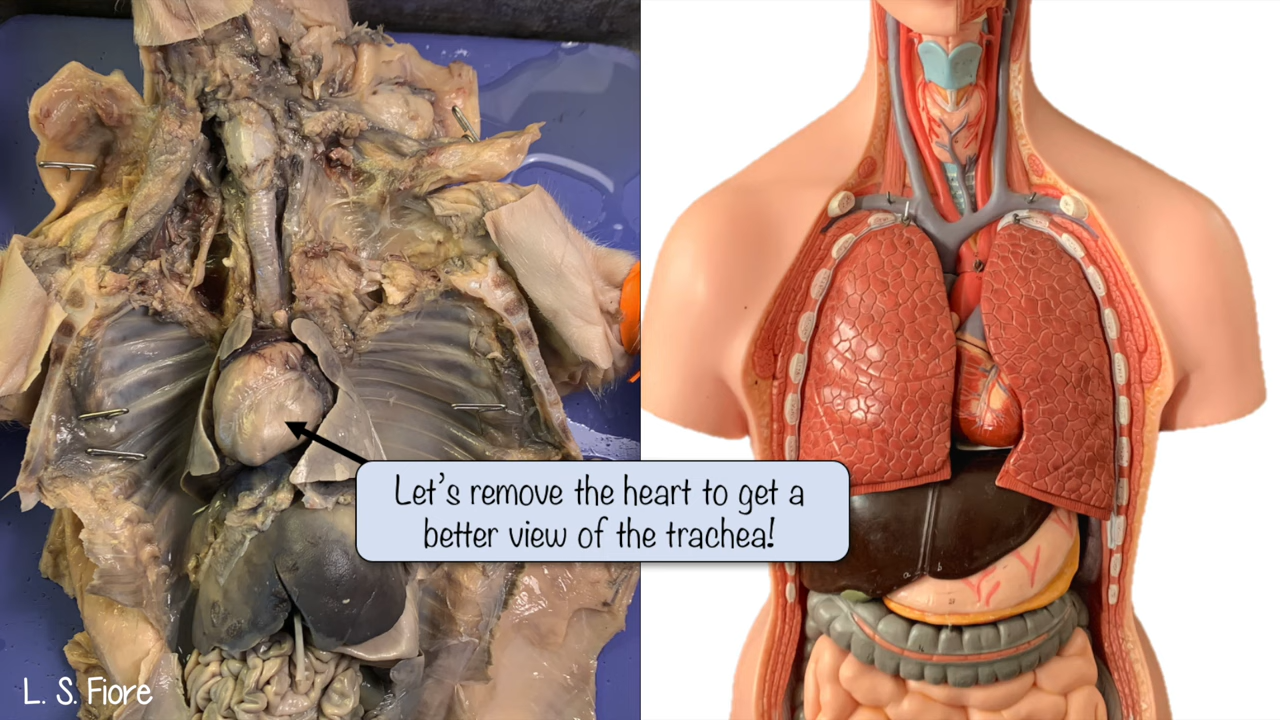 Let's remove the heart to get a
better view of the trachea!
L. S. Fiore